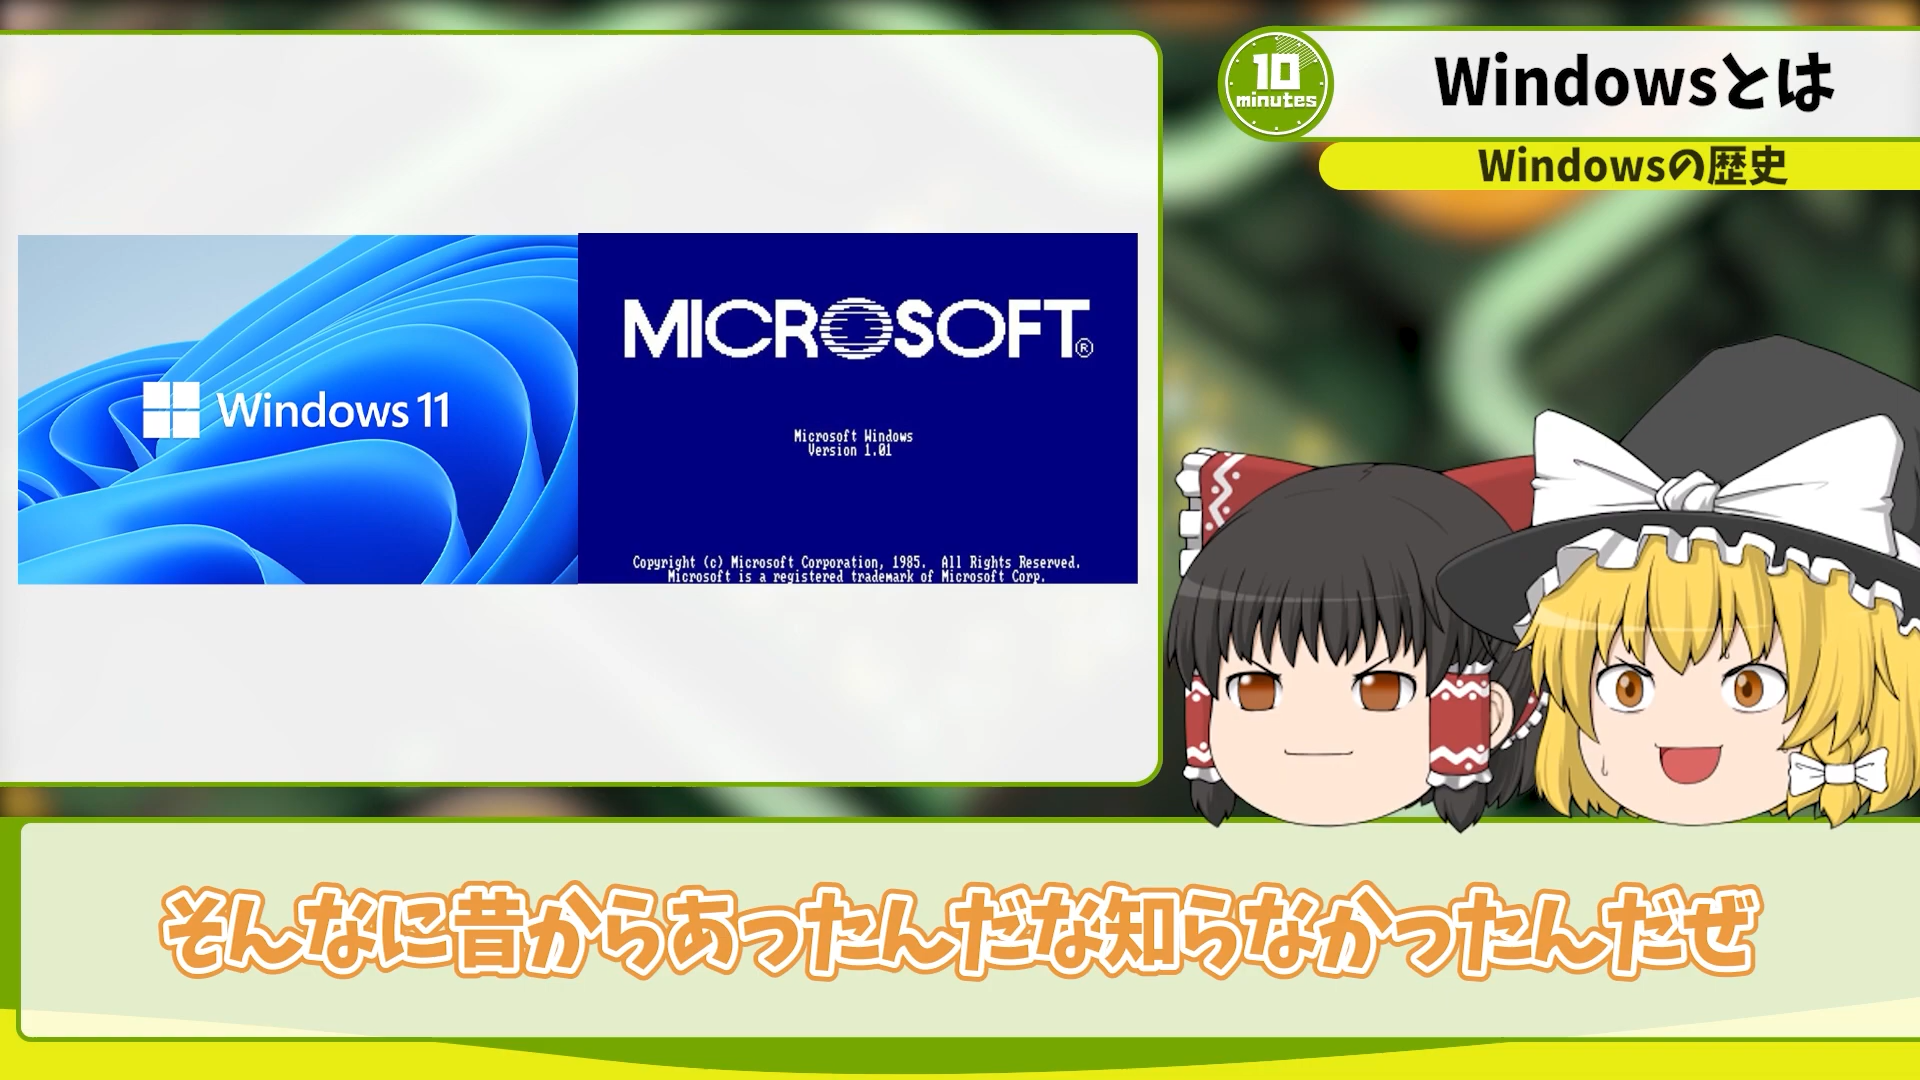 10
minutes
Windowsとは
Windowsの歴史
Windows 11
MICROSOFT®
Microsoft Windows
Version 1.01
Copyright (c) Microsoft Corporation, 1985.  All Rights Reserved.
Microsoft is a registered trademark of Microsoft Corp.
そんなに昔からあったんだな知らなかったんだぜ